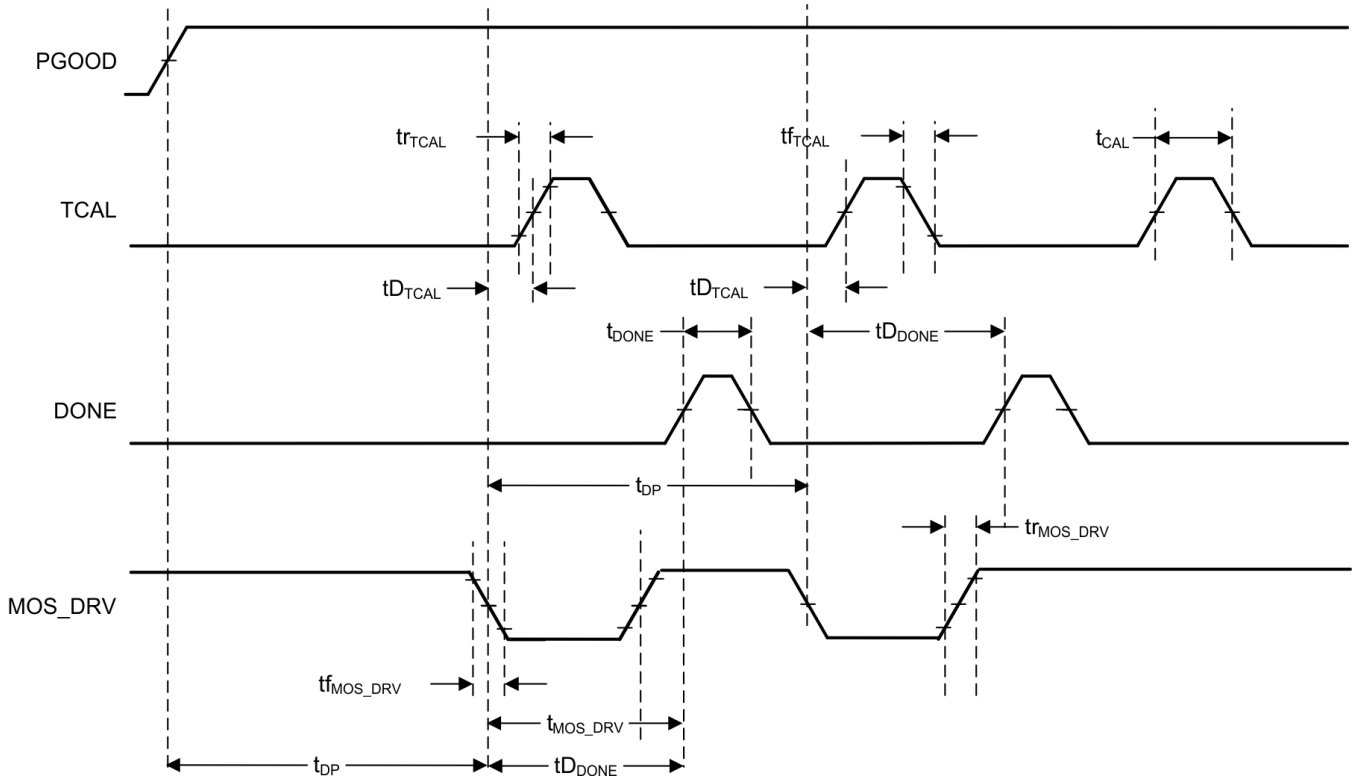 PGOOD
trTCAL
tfTCAL
tCAL
TCAL
tDTCAL
tDTCAL
tDONE
tDDONE
DONE
tDP
trMOS_DRV
MOS_DRV
tfMOS_DRV
tMOS_DRV
tDP
tDDONE